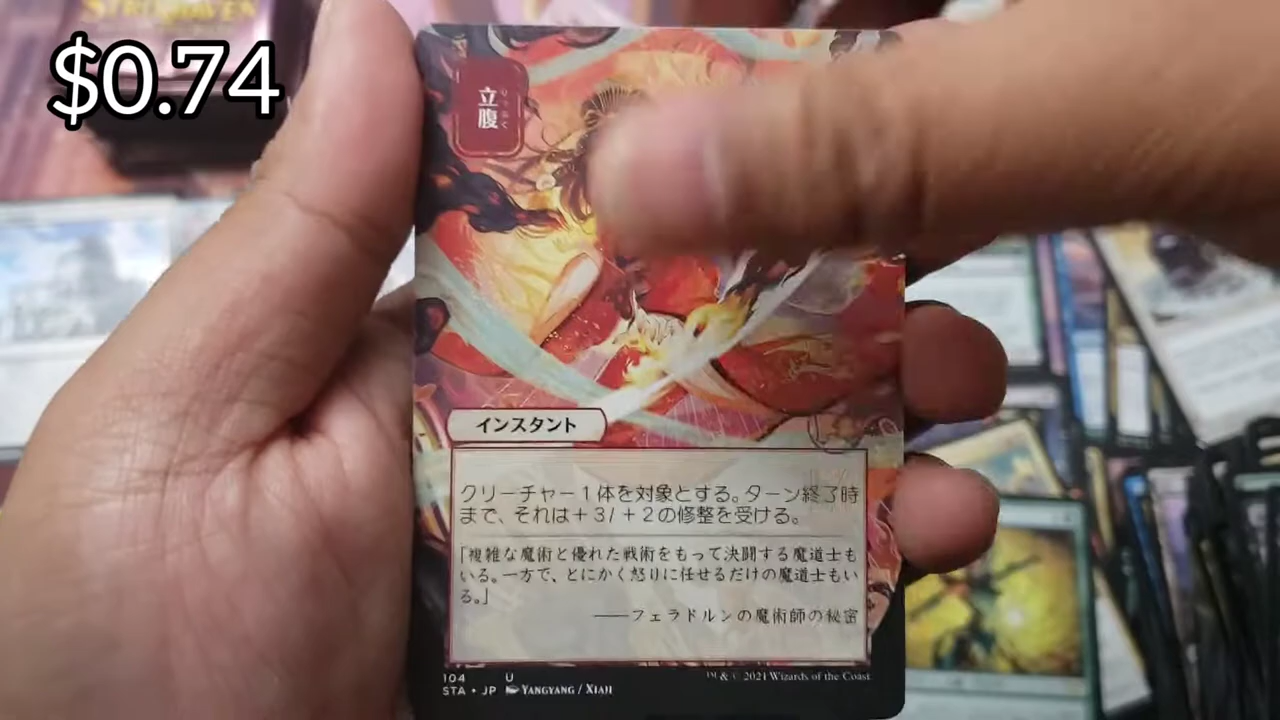 STRIXHAVEN
$0.74
立腹
りっぷく
インスタント
クリーチャー1体を対象とする。ターン終了時
まで、それは+3/+2の修整を受ける。
「複雑な魔術と優れた戦術をもって決闘する魔道士も
いる。一方で、とにかく怒りに任せるだけの魔道士もい
る。」
──フェラドルンの魔術師の秘密
104 U
STA • JP YANGYANG / XIAJI
™ & © 2021 Wizards of the Coast